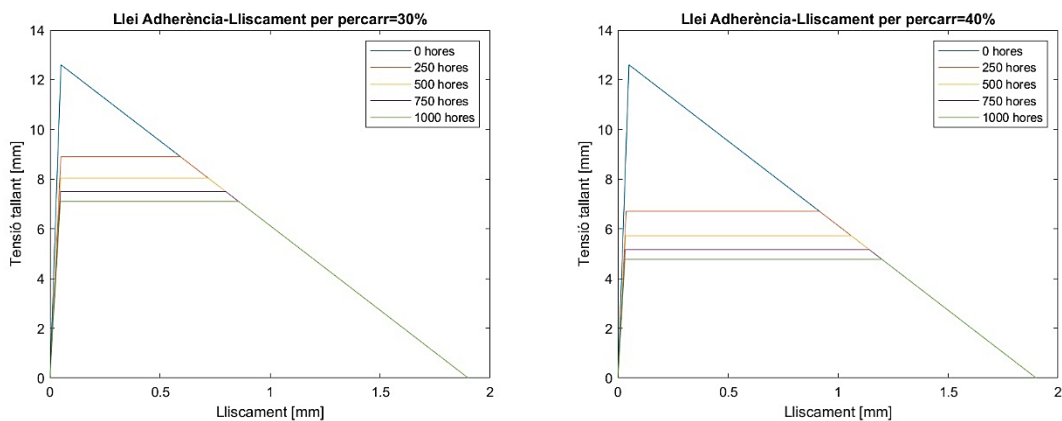 Llei Adherència-Lliscament per percarr=30%
14
12
10
8
6
4
2
0
Tensió tallant [mm]
0
0.5
1
1.5
2
Lliscament [mm]
0 hores
250 hores
500 hores
750 hores
1000 hores
Llei Adherència-Lliscament per percarr=40%
14
12
10
8
6
4
2
0
Tensió tallant [mm]
0
0.5
1
1.5
2
Lliscament [mm]
0 hores
250 hores
500 hores
750 hores
1000 hores